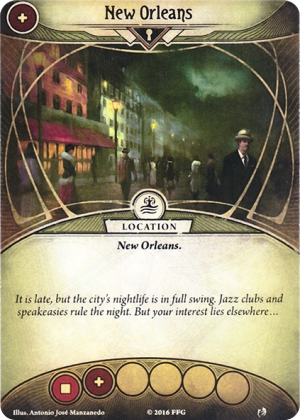 New Orleans
LOCATION
New Orleans.
It is late, but the city's nightlife is in full swing. Jazz clubs and
speakeasies rule the night. But your interest lies elsewhere…
Illus. Antonio José Manzanedo
© 2016 FFG